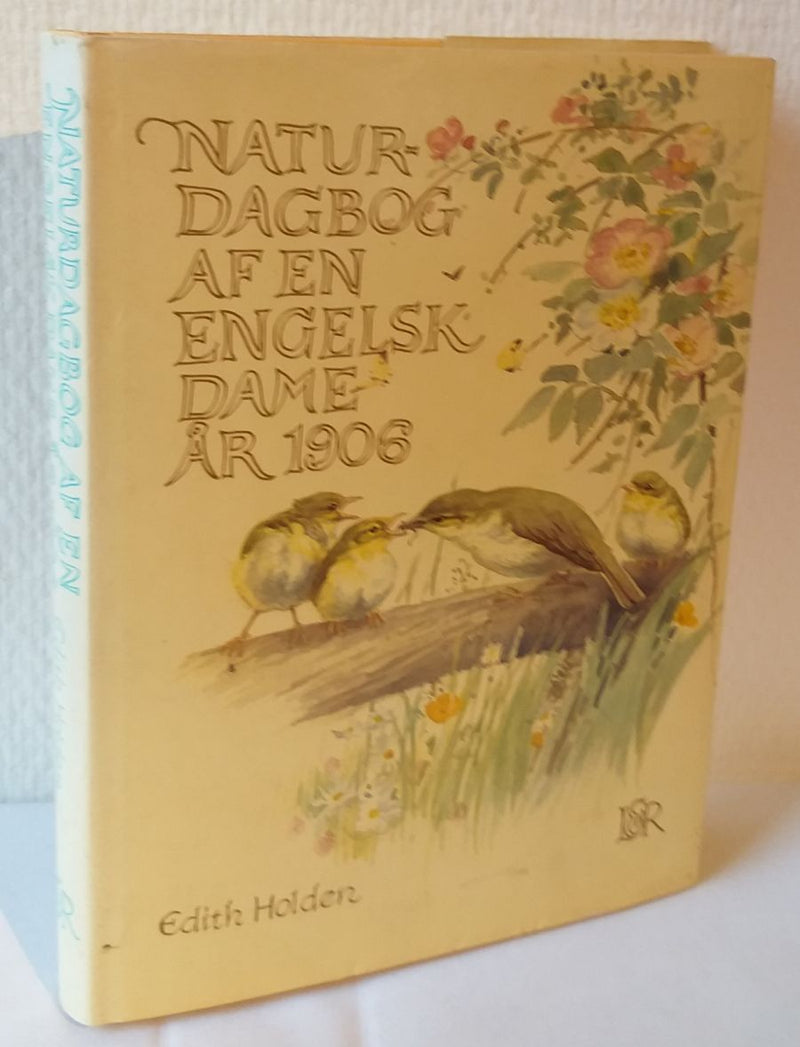 NATUR-
DAGBOG
AF EN
ENGELSK
DAME
ÅR 1906
Edith Holden
NATURDAGBOG AF EN